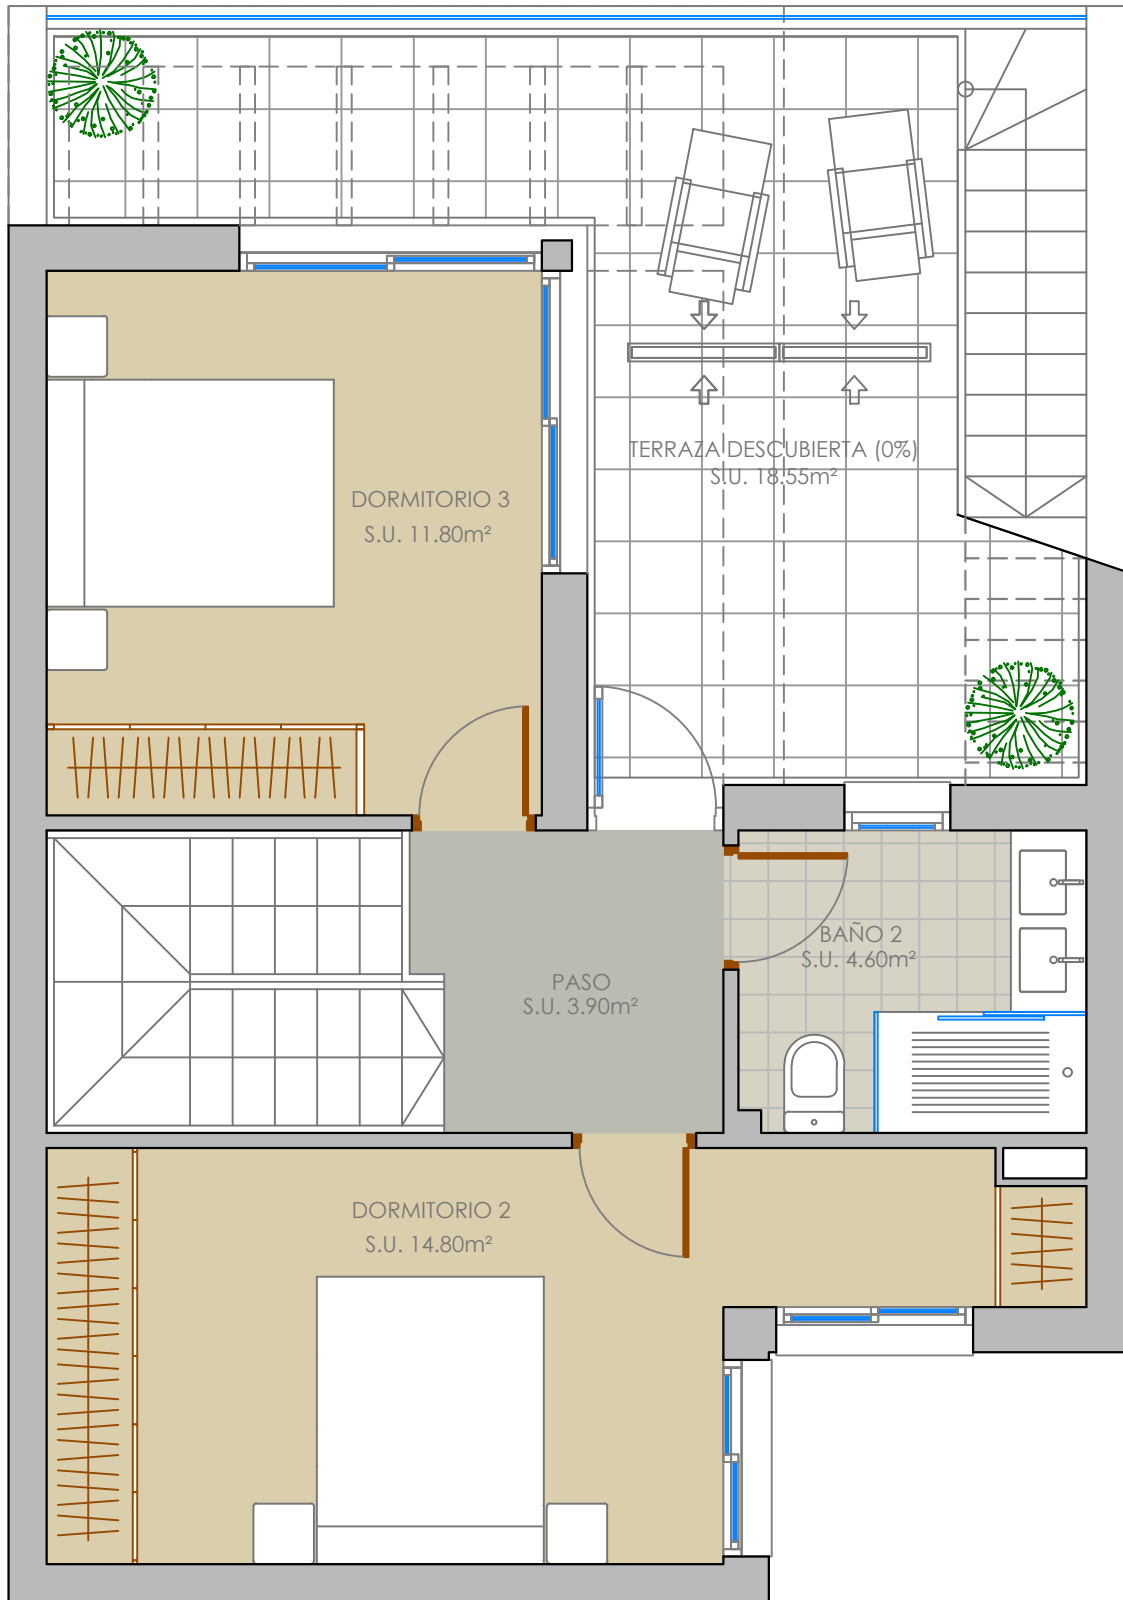 TERRAZA DESCUBIERTA (0%)
S.U. 18.55m²
DORMITORIO 3
S.U. 11.80m²
BAÑO 2
S.U. 4.60m²
PASO
S.U. 3.90m²
DORMITORIO 2
S.U. 14.80m²